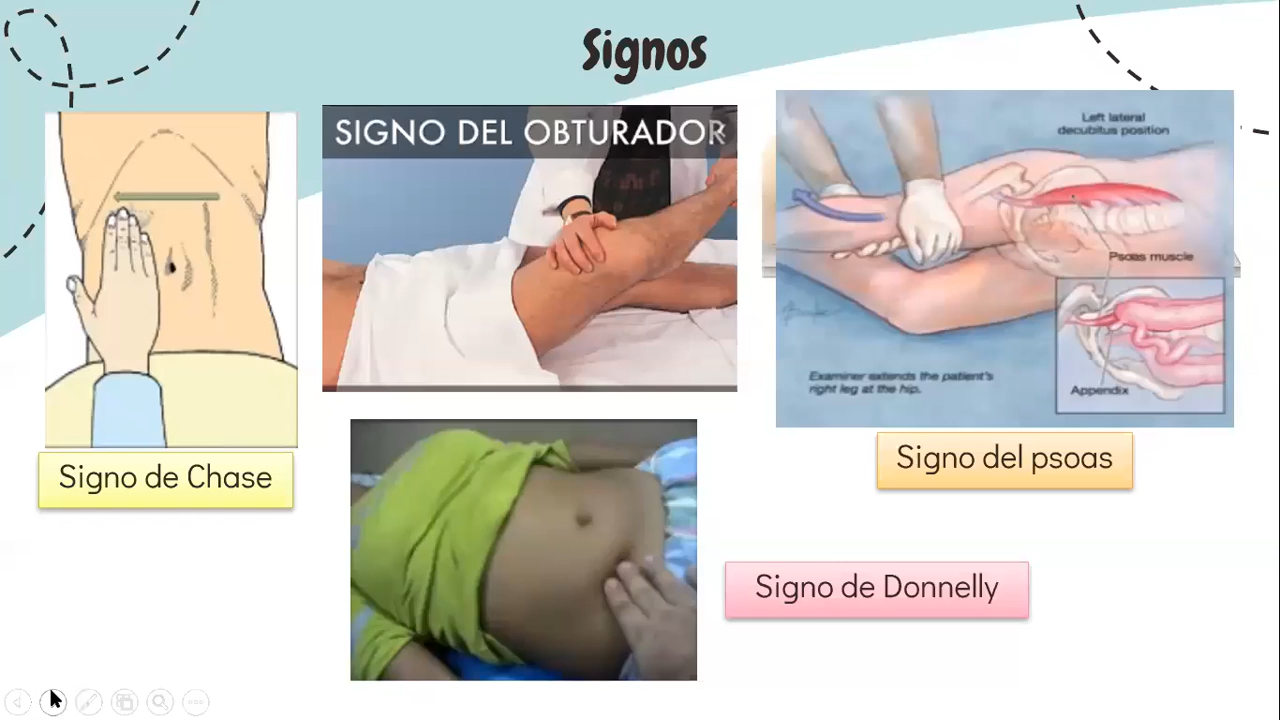 Signos
SIGNO DEL OBTURADOR
Left lateral
decubitus position
Psoas muscle
Examiner extends the patient's
right leg at the hip.
Appendix
Signo de Chase
Signo del psoas
Signo de Donnelly